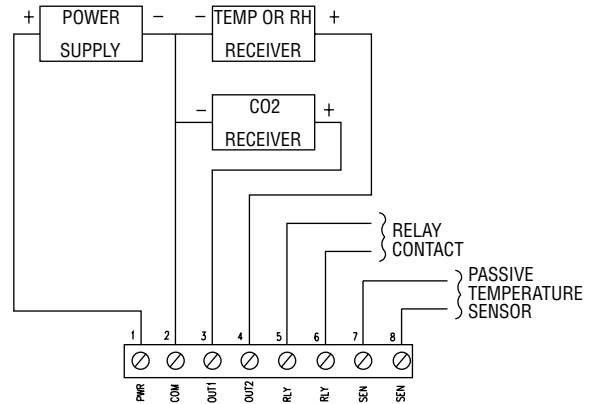 + POWER SUPPLY −
− TEMP OR RH RECEIVER +
− CO2 RECEIVER +
RELAY
CONTACT
PASSIVE
TEMPERATURE
SENSOR
1 2 3 4 5 6 7 8
PWR COM OUT1 OUT2 RLY RLY SEN SEN